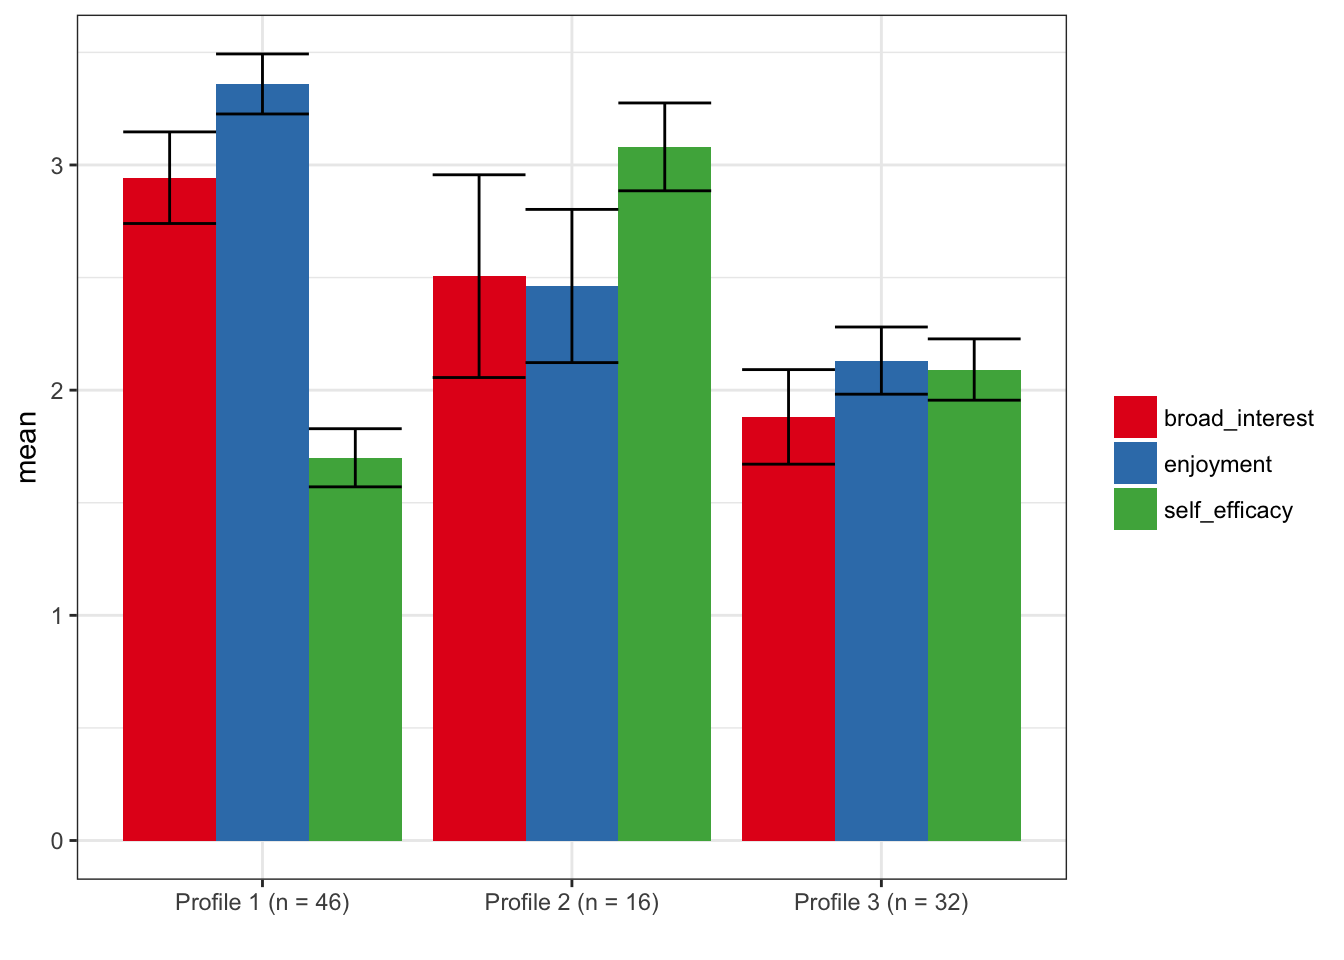 mean
3
2
1
0
Profile 1 (n = 46)
Profile 2 (n = 16)
Profile 3 (n = 32)
broad_interest
enjoyment
self_efficacy